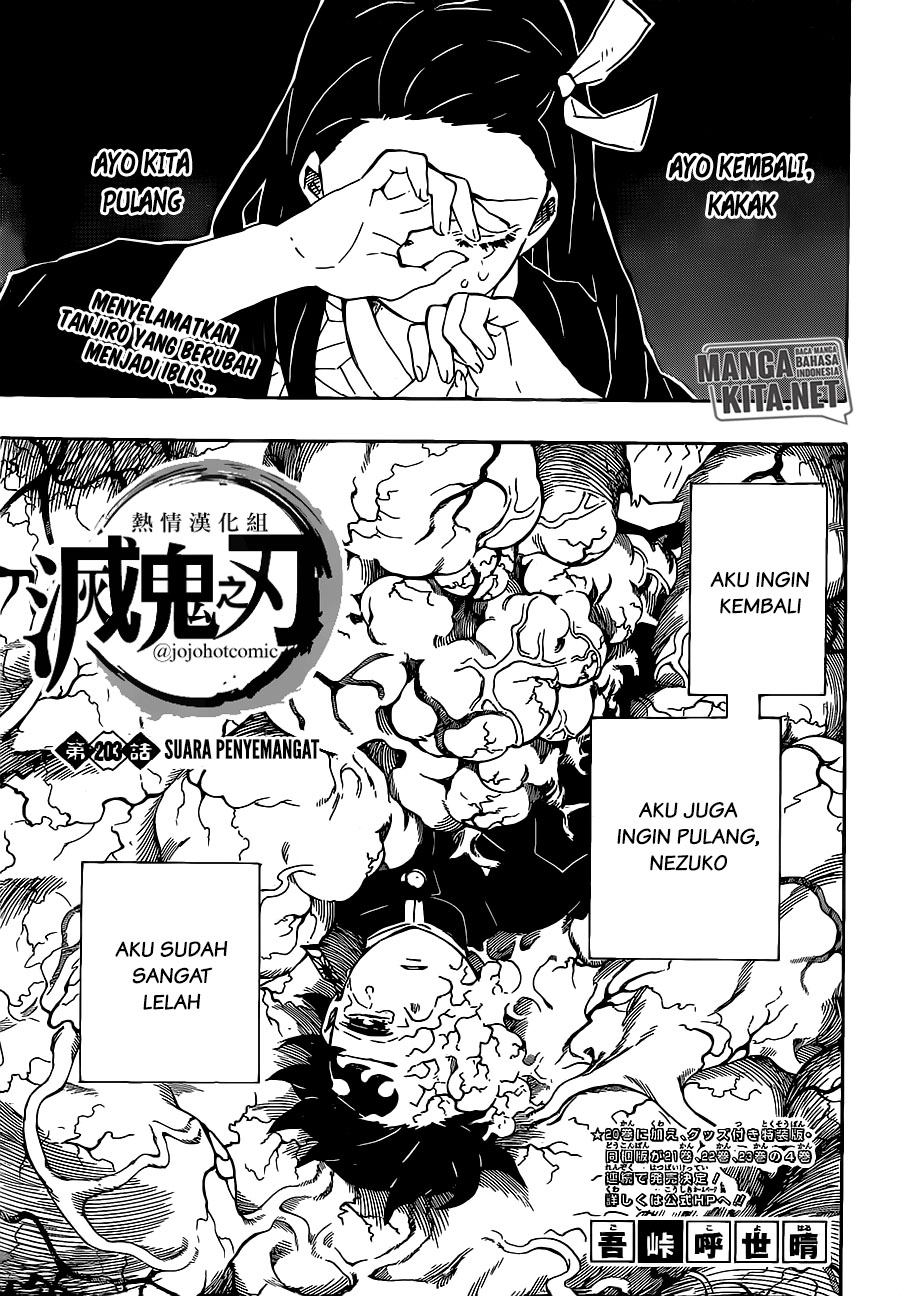 AYO KEMBALI,
KAKAK
AYO KITA
PULANG
MENYELAMATKAN
TANJIRO YANG BERUBAH
MENJADI IBLIS...
MANGA
KITA.NET
BACA MANGA
BAHASA
INDONESIA
熱情漢化組
滅鬼之刃
@jojohotcomic
第203話 SUARA PENYEMANGAT
AKU INGIN
KEMBALI
AKU JUGA
INGIN PULANG,
NEZUKO
AKU SUDAH
SANGAT
LELAH
★20巻に加え、グッズ付き特装版・
同梱版が21巻、22巻、23巻の4巻
連続で発売決定!
詳しくは公式HPへ!!
吾峠呼世晴